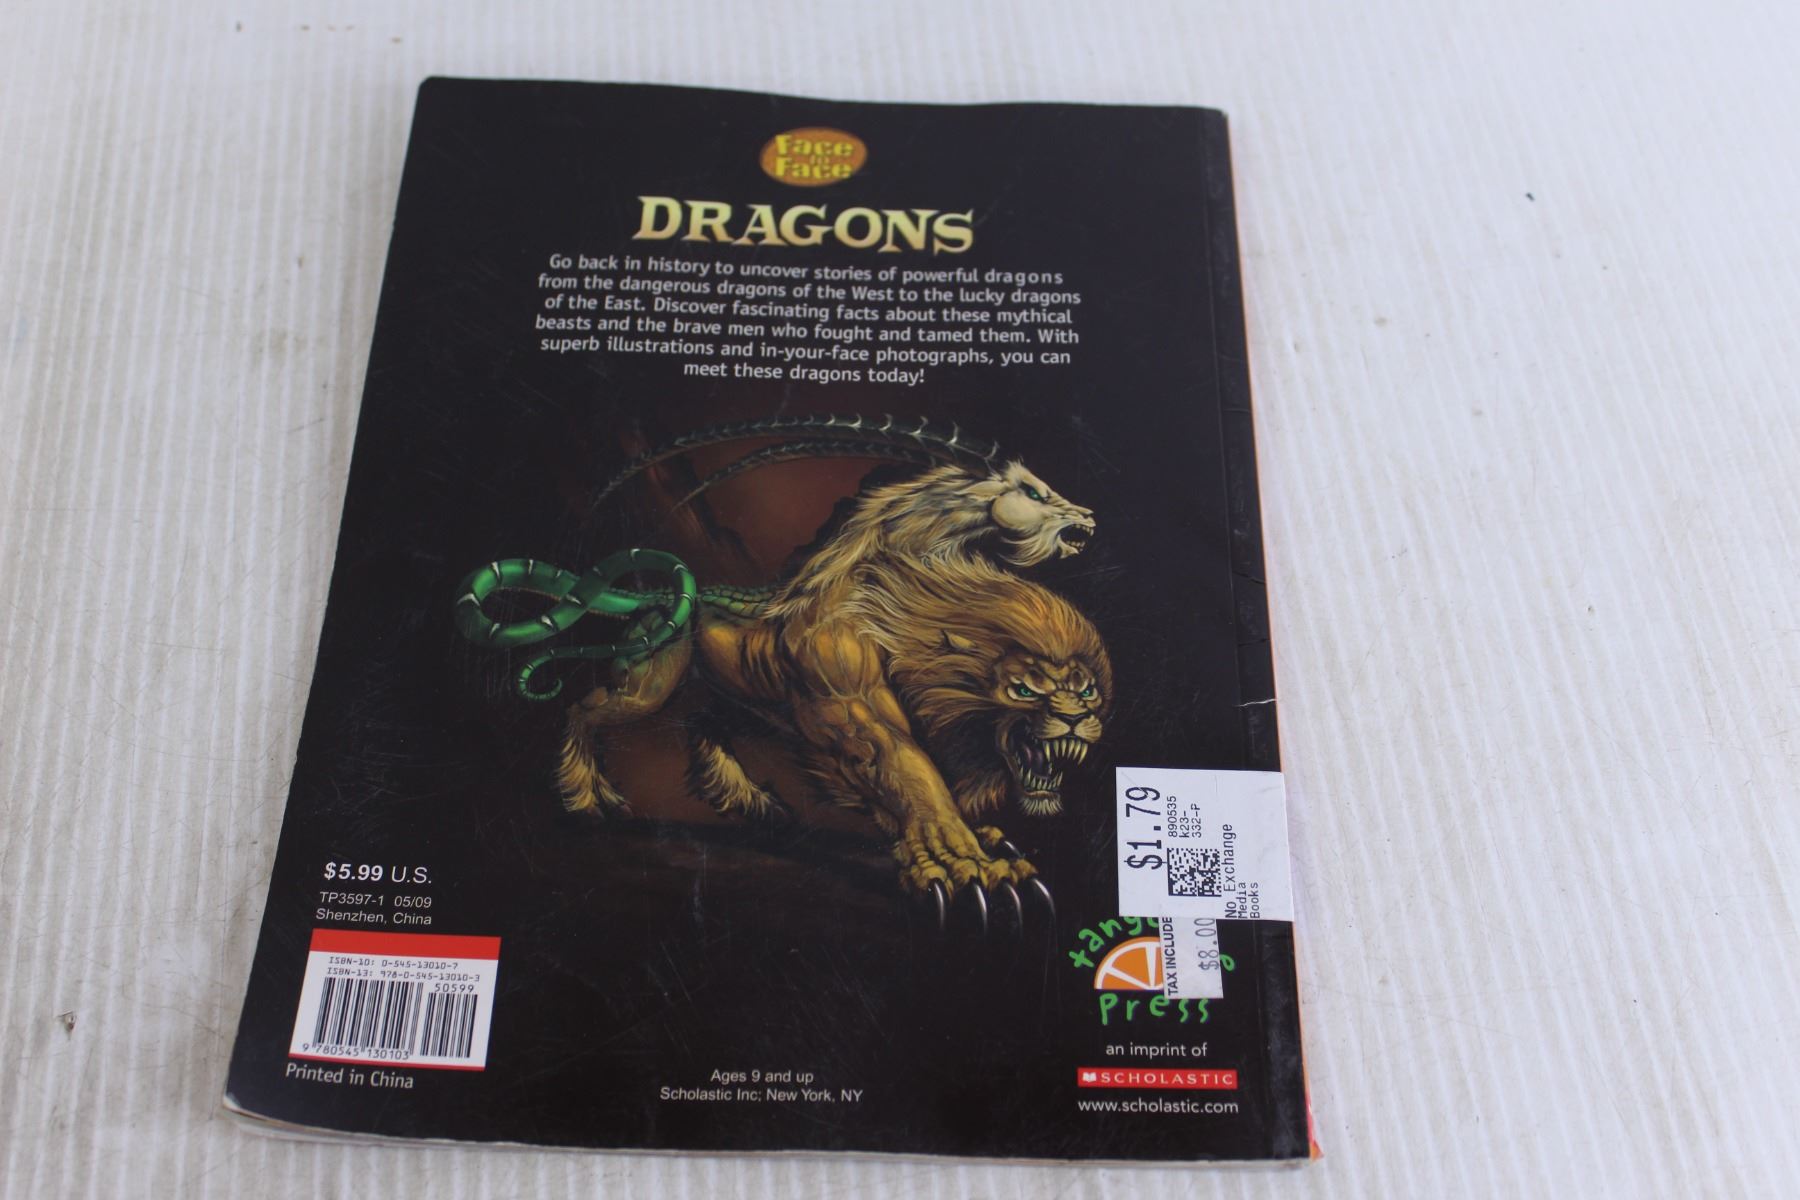 Face
to
Face
DRAGONS
Go back in history to uncover stories of powerful dragons
from the dangerous dragons of the West to the lucky dragons
of the East. Discover fascinating facts about these mythical
beasts and the brave men who fought and tamed them. With
superb illustrations and in-your-face photographs, you can
meet these dragons today!
$1.79
890535
k23-
332-P
No Exchange
Media
Books
TAX INCLUDE
$8.00
$5.99 U.S.
TP3597-1 05/09
Shenzhen, China
ISBN-10: 0-545-13010-7
ISBN-13: 978-0-545-13010-3
50599
9 780545 130103
Printed in China
Ages 9 and up
Scholastic Inc; New York, NY
Press
an imprint of
SCHOLASTIC
www.scholastic.com